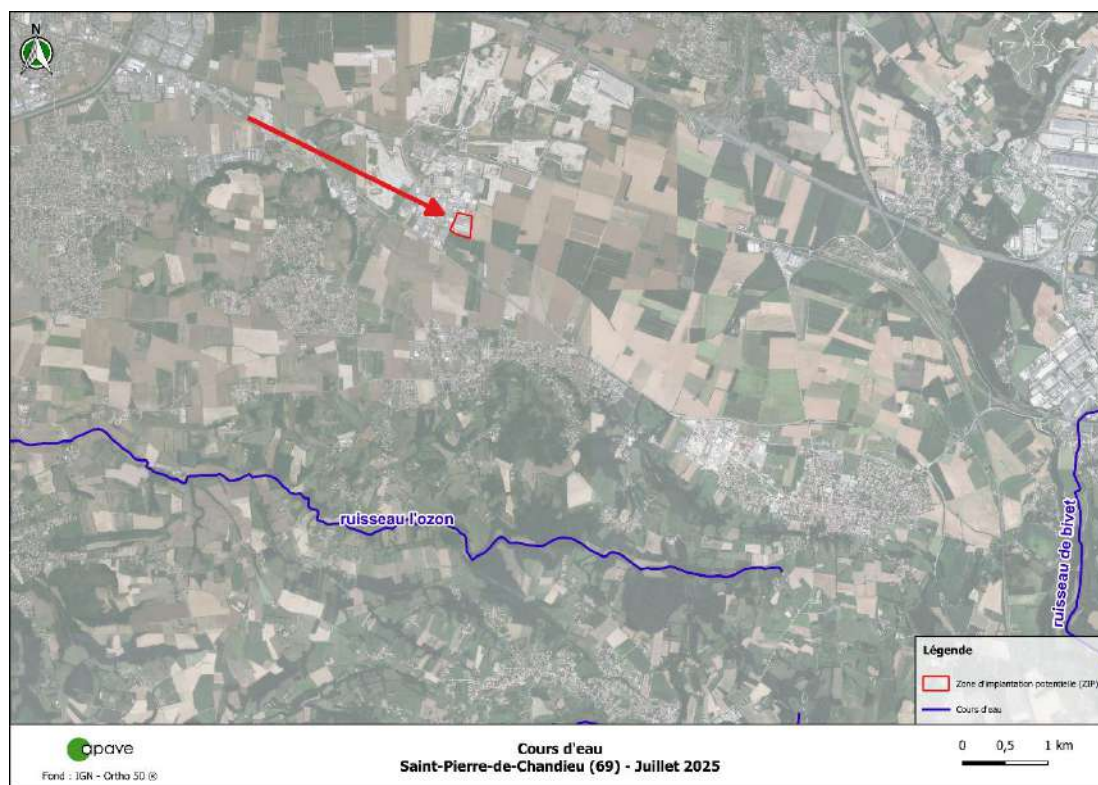 N
ruisseau l'ozon
ruisseau de bivet
Légende
Zone d'implantation potentielle (ZIP)
Cours d'eau
apave
Fond : IGN - Ortho 50 ®
Cours d'eau
Saint-Pierre-de-Chandieu (69) - Juillet 2025
0 0,5 1 km